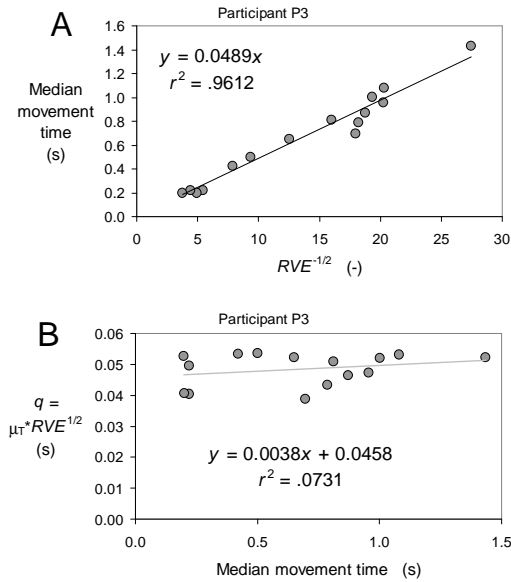 A
Participant P3
1.6
1.4
1.2
1.0
0.8
0.6
0.4
0.2
0.0
Median
movement
time
(s)
y = 0.0489x
r² = .9612
0 5 10 15 20 25 30
RVE⁻¹/² (-)
B
Participant P3
0.06
0.05
0.04
0.03
0.02
0.01
0.00
q =
μT*RVE¹/²
(s)
y = 0.0038x + 0.0458
r² = .0731
0.0 0.5 1.0 1.5
Median movement time (s)